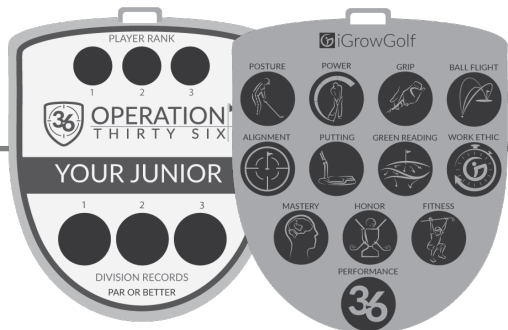 PLAYER RANK
1 2 3
36 OPERATION
THIRTY SIX
YOUR JUNIOR
1 2 3
DIVISION RECORDS
PAR OR BETTER
iGrowGolf
POSTURE POWER GRIP BALL FLIGHT
ALIGNMENT PUTTING GREEN READING WORK ETHIC
MASTERY HONOR FITNESS
PERFORMANCE
36